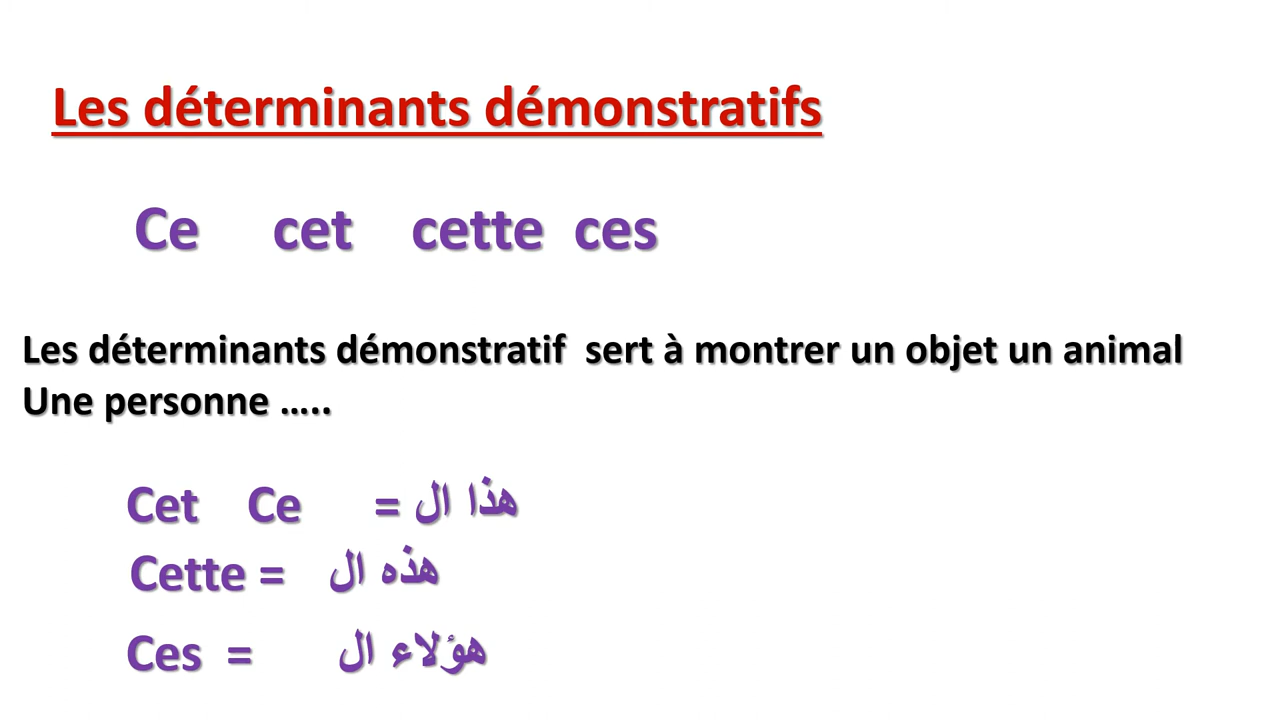 Les déterminants démonstratifs
Ce cet cette ces
Les déterminants démonstratif sert à montrer un objet un animal
Une personne …..
Cet Ce = هذا ال
Cette = هذه ال
Ces = هؤلاء ال